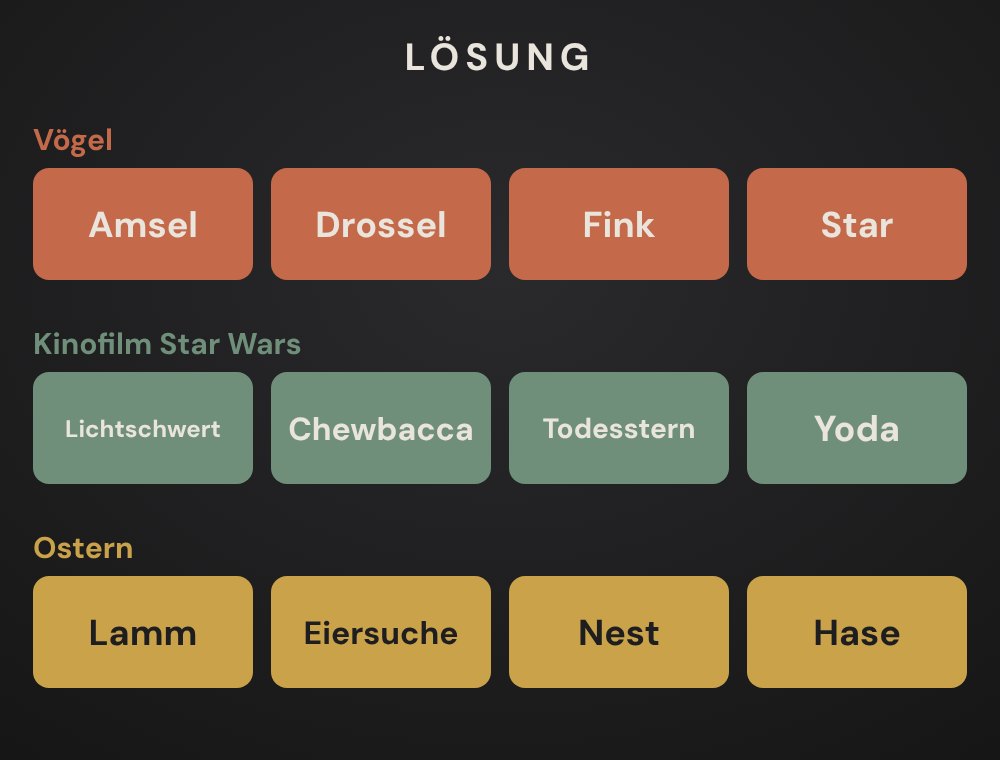 LÖSUNG
Vögel
Amsel Drossel Fink Star
Kinofilm Star Wars
Lichtschwert Chewbacca Todesstern Yoda
Ostern
Lamm Eiersuche Nest Hase